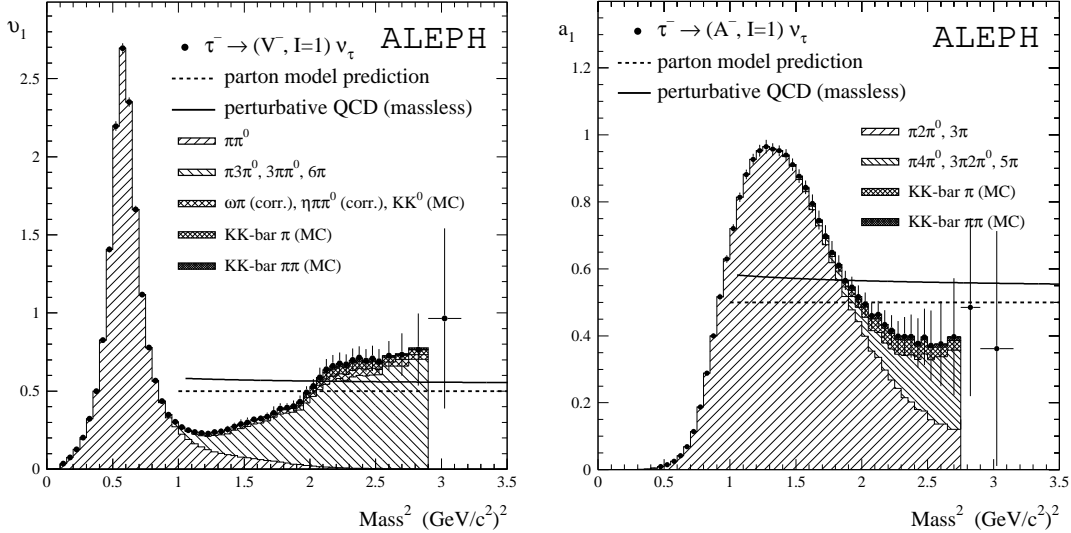 υ₁
τ⁻ → (V⁻, I=1) ν_τ
ALEPH
parton model prediction
perturbative QCD (massless)
ππ⁰
π3π⁰, 3ππ⁰, 6π
ωπ (corr.), ηππ⁰ (corr.), KK⁰ (MC)
KK-bar π (MC)
KK-bar ππ (MC)
2.5
2
1.5
1
0.5
0
0 0.5 1 1.5 2 2.5 3 3.5
Mass² (GeV/c²)²
a₁
τ⁻ → (A⁻, I=1) ν_τ
ALEPH
parton model prediction
perturbative QCD (massless)
π2π⁰, 3π
π4π⁰, 3π2π⁰, 5π
KK-bar π (MC)
KK-bar ππ (MC)
1.2
1
0.8
0.6
0.4
0.2
0
0 0.5 1 1.5 2 2.5 3 3.5
Mass² (GeV/c²)²